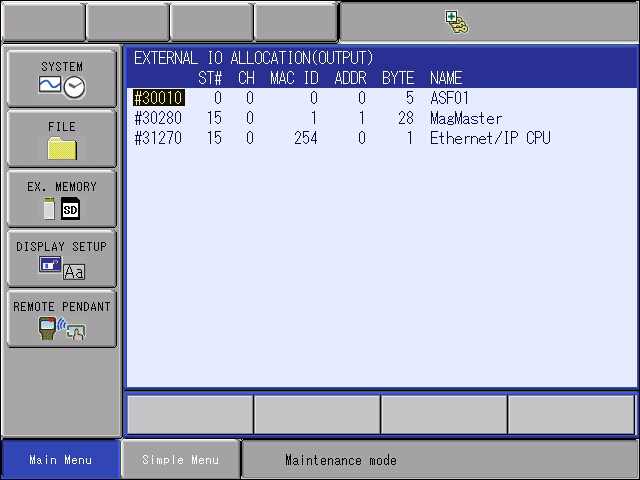 EXTERNAL IO ALLOCATION(OUTPUT)
ST# CH MAC ID ADDR BYTE NAME
#30010 0 0 0 0 5 ASF01
#30280 15 0 1 1 28 MagMaster
#31270 15 0 254 0 1 Ethernet/IP CPU
SYSTEM
FILE
EX. MEMORY
SD
DISPLAY SETUP
Aa
REMOTE PENDANT
Main Menu
Simple Menu
Maintenance mode